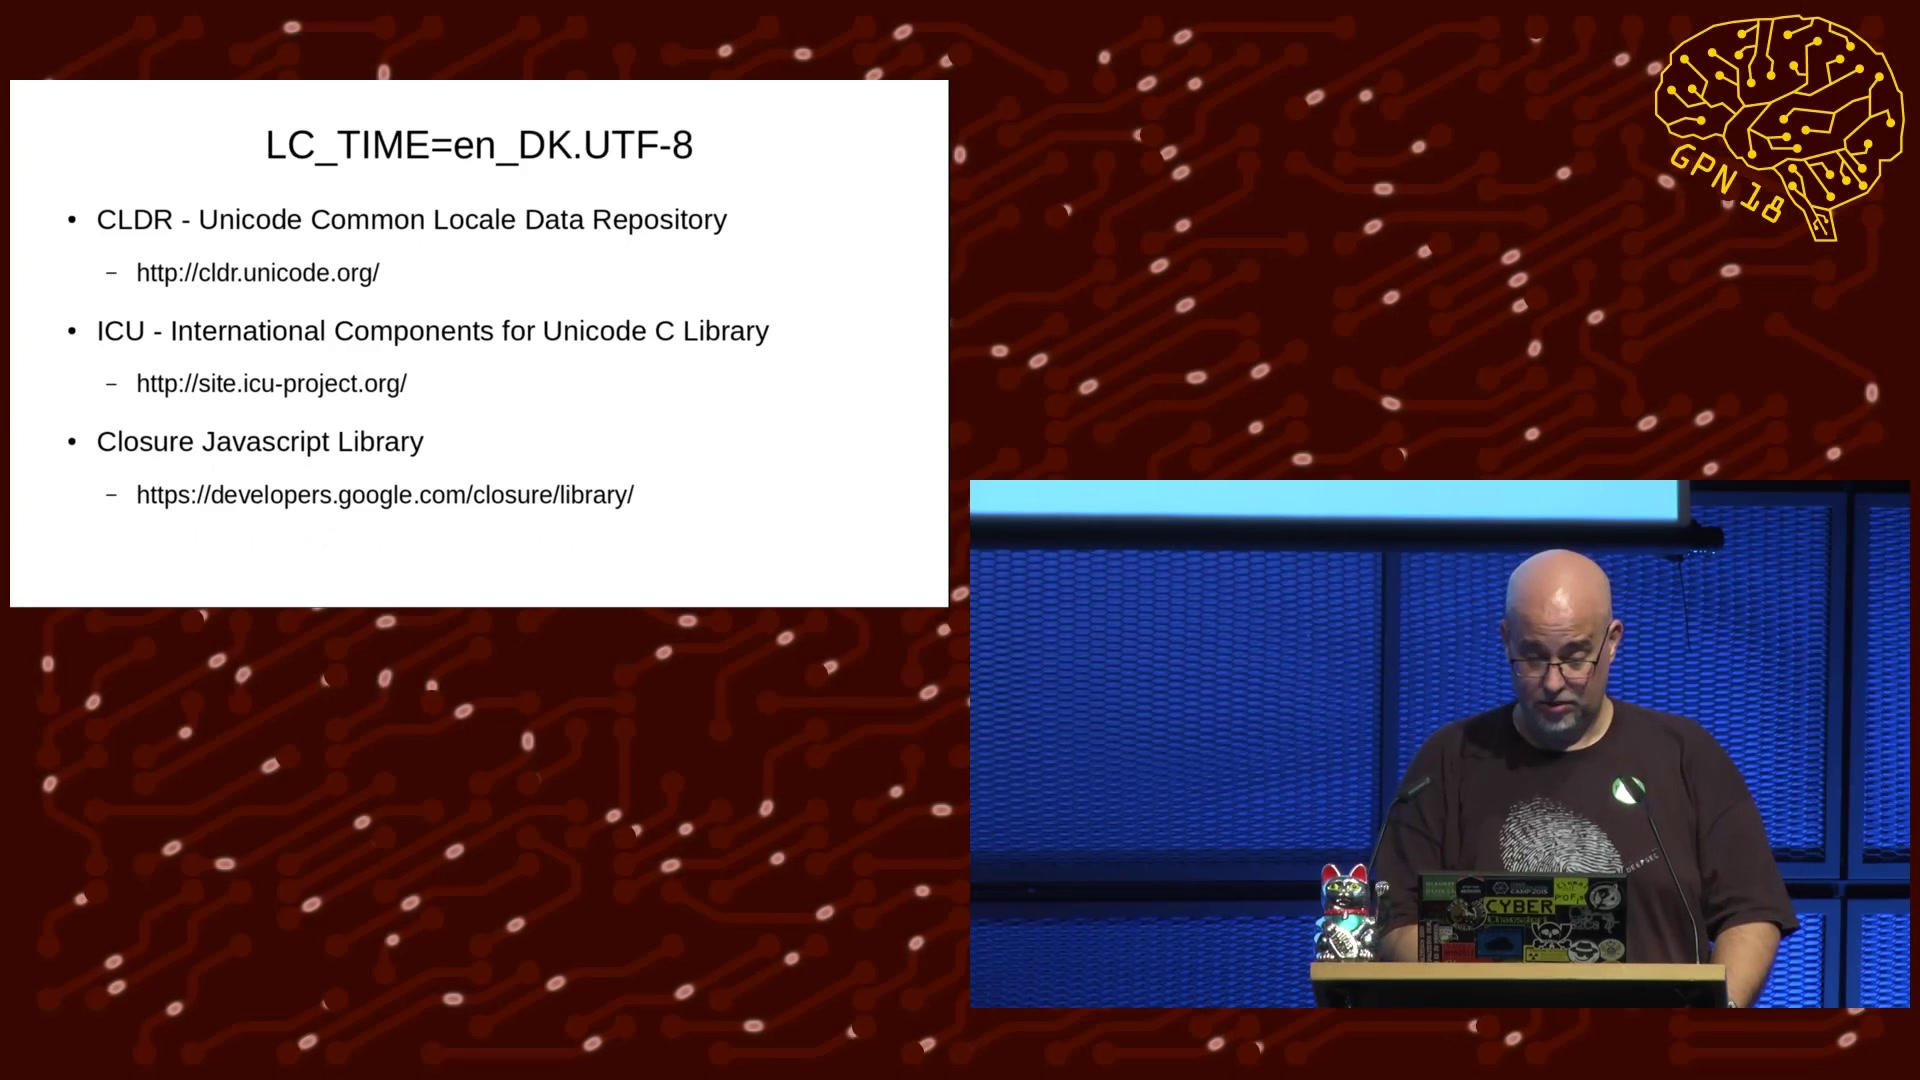 LC_TIME=en_DK.UTF-8
• CLDR - Unicode Common Locale Data Repository
– http://cldr.unicode.org/
• ICU - International Components for Unicode C Library
– http://site.icu-project.org/
• Closure Javascript Library
– https://developers.google.com/closure/library/
GPN 18
CYBER